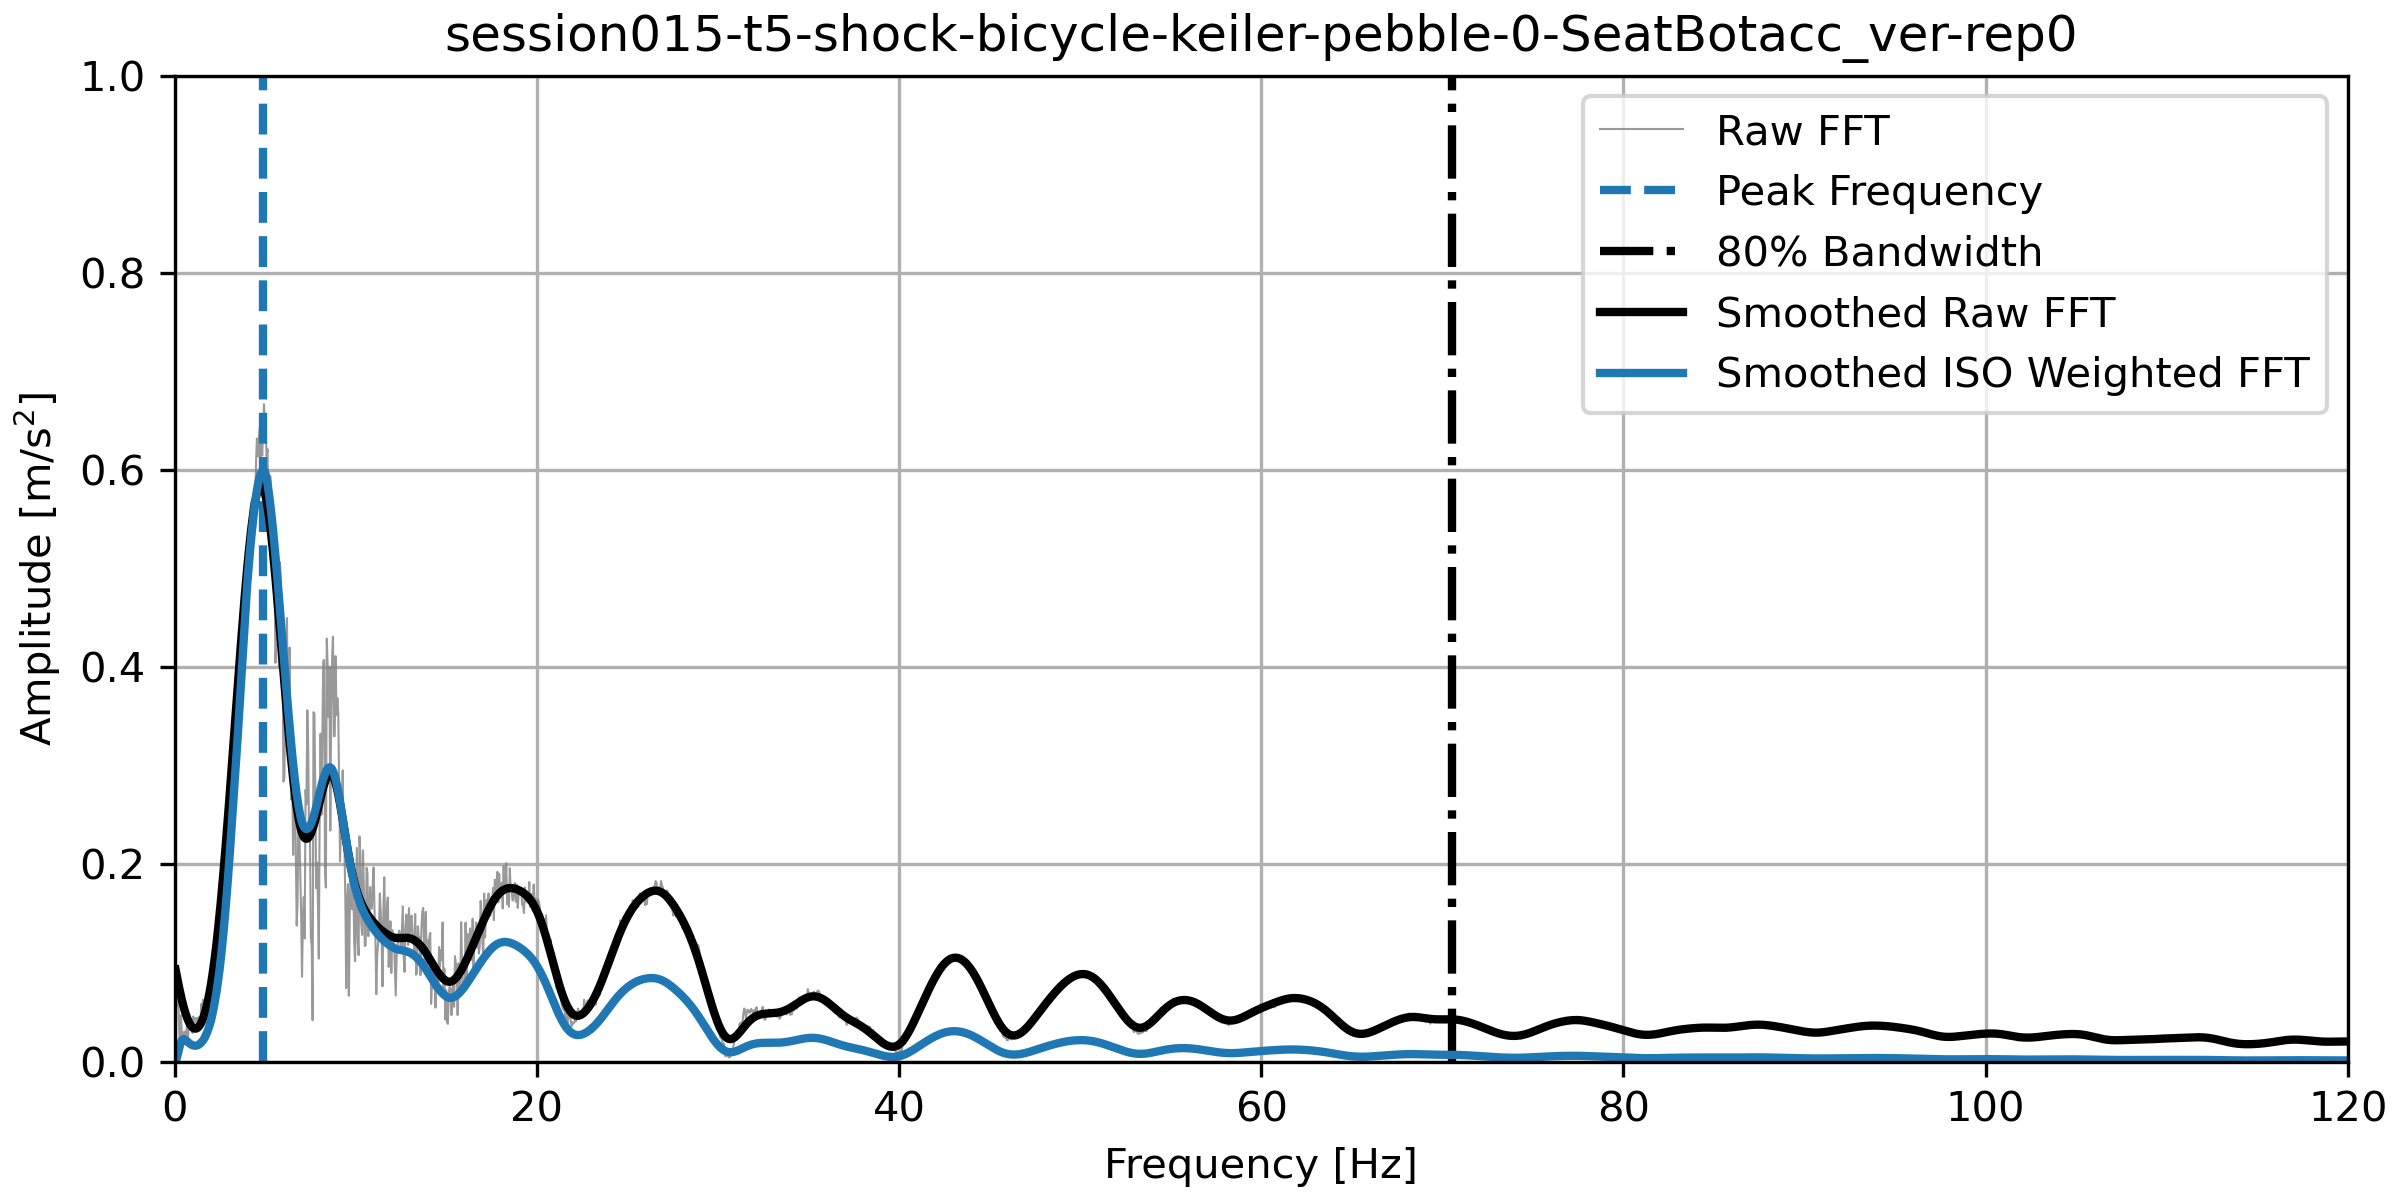 session015-t5-shock-bicycle-keiler-pebble-0-SeatBotacc_ver-rep0
1.0
0.8
0.6
0.4
0.2
0.0
Amplitude [m/s²]
Raw FFT
Peak Frequency
80% Bandwidth
Smoothed Raw FFT
Smoothed ISO Weighted FFT
0 20 40 60 80 100 120
Frequency [Hz]